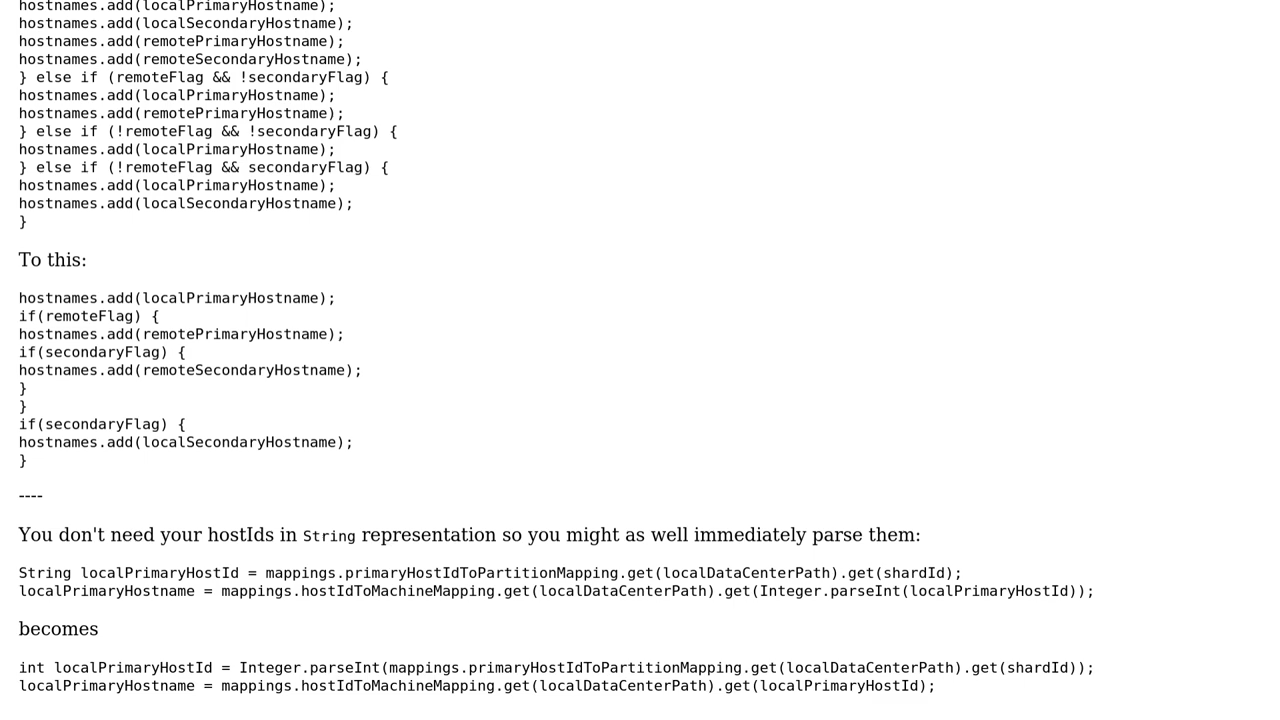 hostnames.add(localPrimaryHostname);
hostnames.add(localSecondaryHostname);
hostnames.add(remotePrimaryHostname);
hostnames.add(remoteSecondaryHostname);
} else if (remoteFlag && !secondaryFlag) {
hostnames.add(localPrimaryHostname);
hostnames.add(remotePrimaryHostname);
} else if (!remoteFlag && !secondaryFlag) {
hostnames.add(localPrimaryHostname);
} else if (!remoteFlag && secondaryFlag) {
hostnames.add(localPrimaryHostname);
hostnames.add(localSecondaryHostname);
}
To this:
hostnames.add(localPrimaryHostname);
if(remoteFlag) {
hostnames.add(remotePrimaryHostname);
if(secondaryFlag) {
hostnames.add(remoteSecondaryHostname);
}
}
if(secondaryFlag) {
hostnames.add(localSecondaryHostname);
}
----
You don't need your hostIds in String representation so you might as well immediately parse them:
String localPrimaryHostId = mappings.primaryHostIdToPartitionMapping.get(localDataCenterPath).get(shardId);
localPrimaryHostname = mappings.hostIdToMachineMapping.get(localDataCenterPath).get(Integer.parseInt(localPrimaryHostId));
becomes
int localPrimaryHostId = Integer.parseInt(mappings.primaryHostIdToPartitionMapping.get(localDataCenterPath).get(shardId));
localPrimaryHostname = mappings.hostIdToMachineMapping.get(localDataCenterPath).get(localPrimaryHostId);